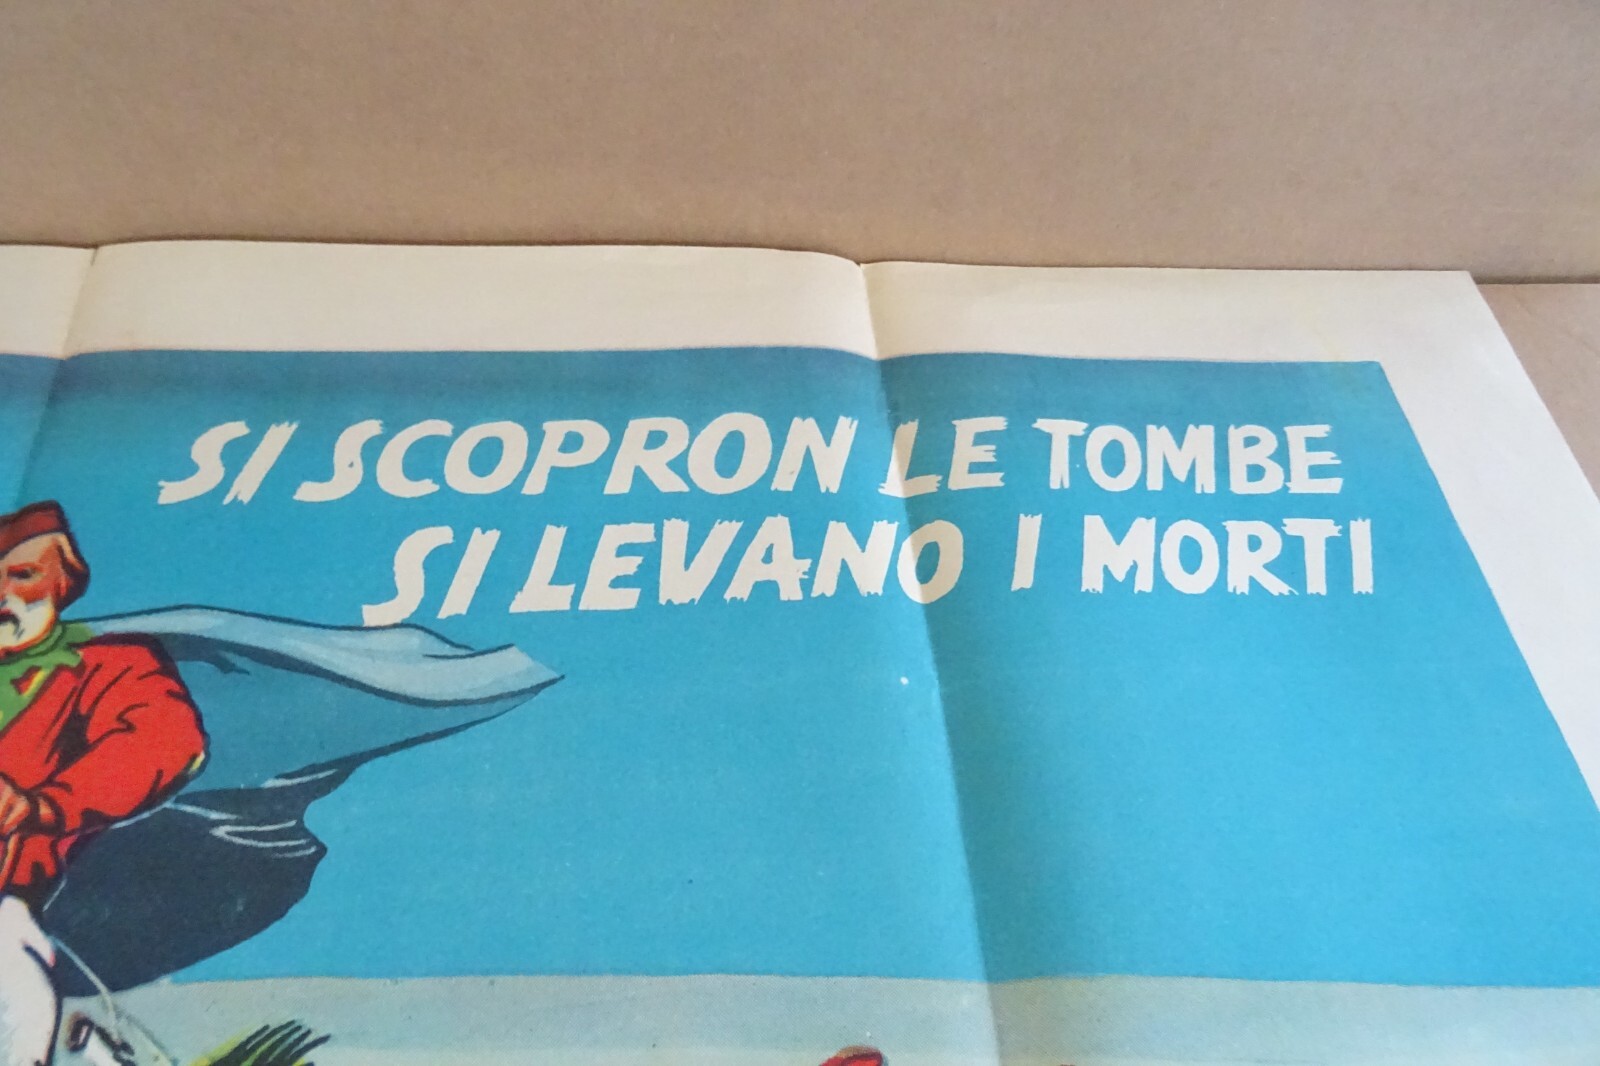 SI SCOPRON LE TOMBE
SI LEVANO I MORTI